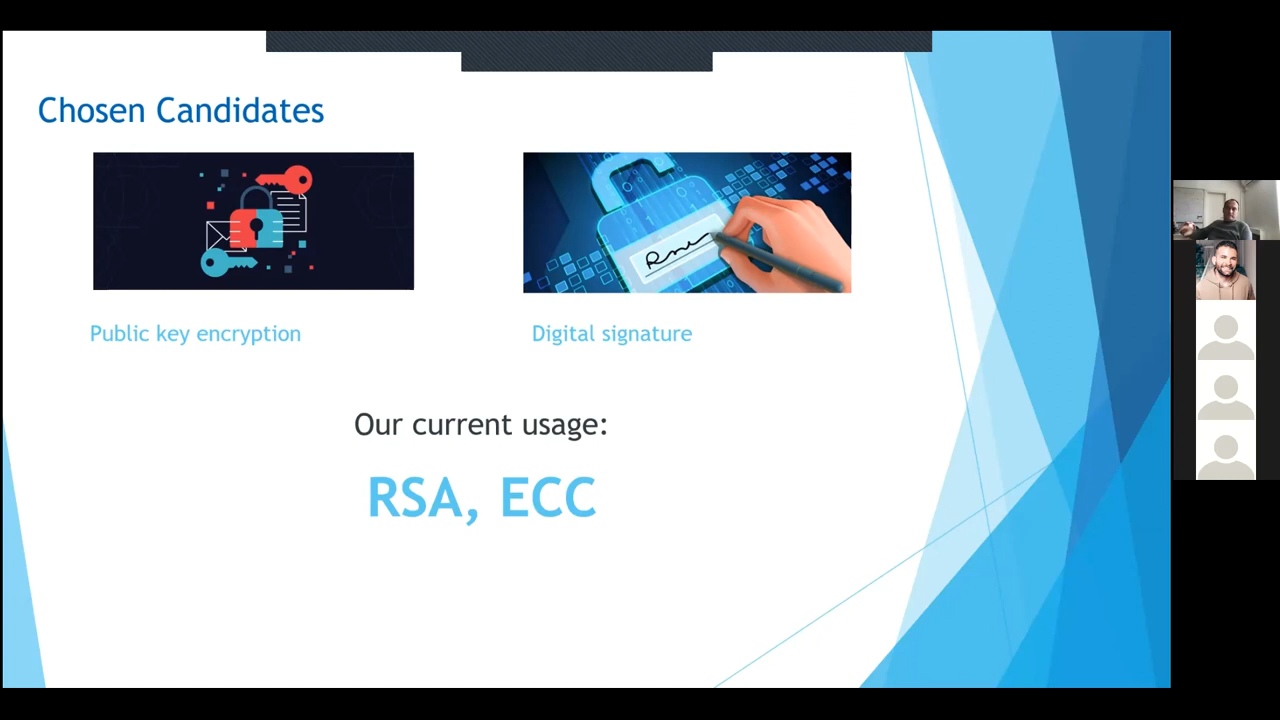 Chosen Candidates
Public key encryption
Digital signature
Our current usage:
RSA, ECC